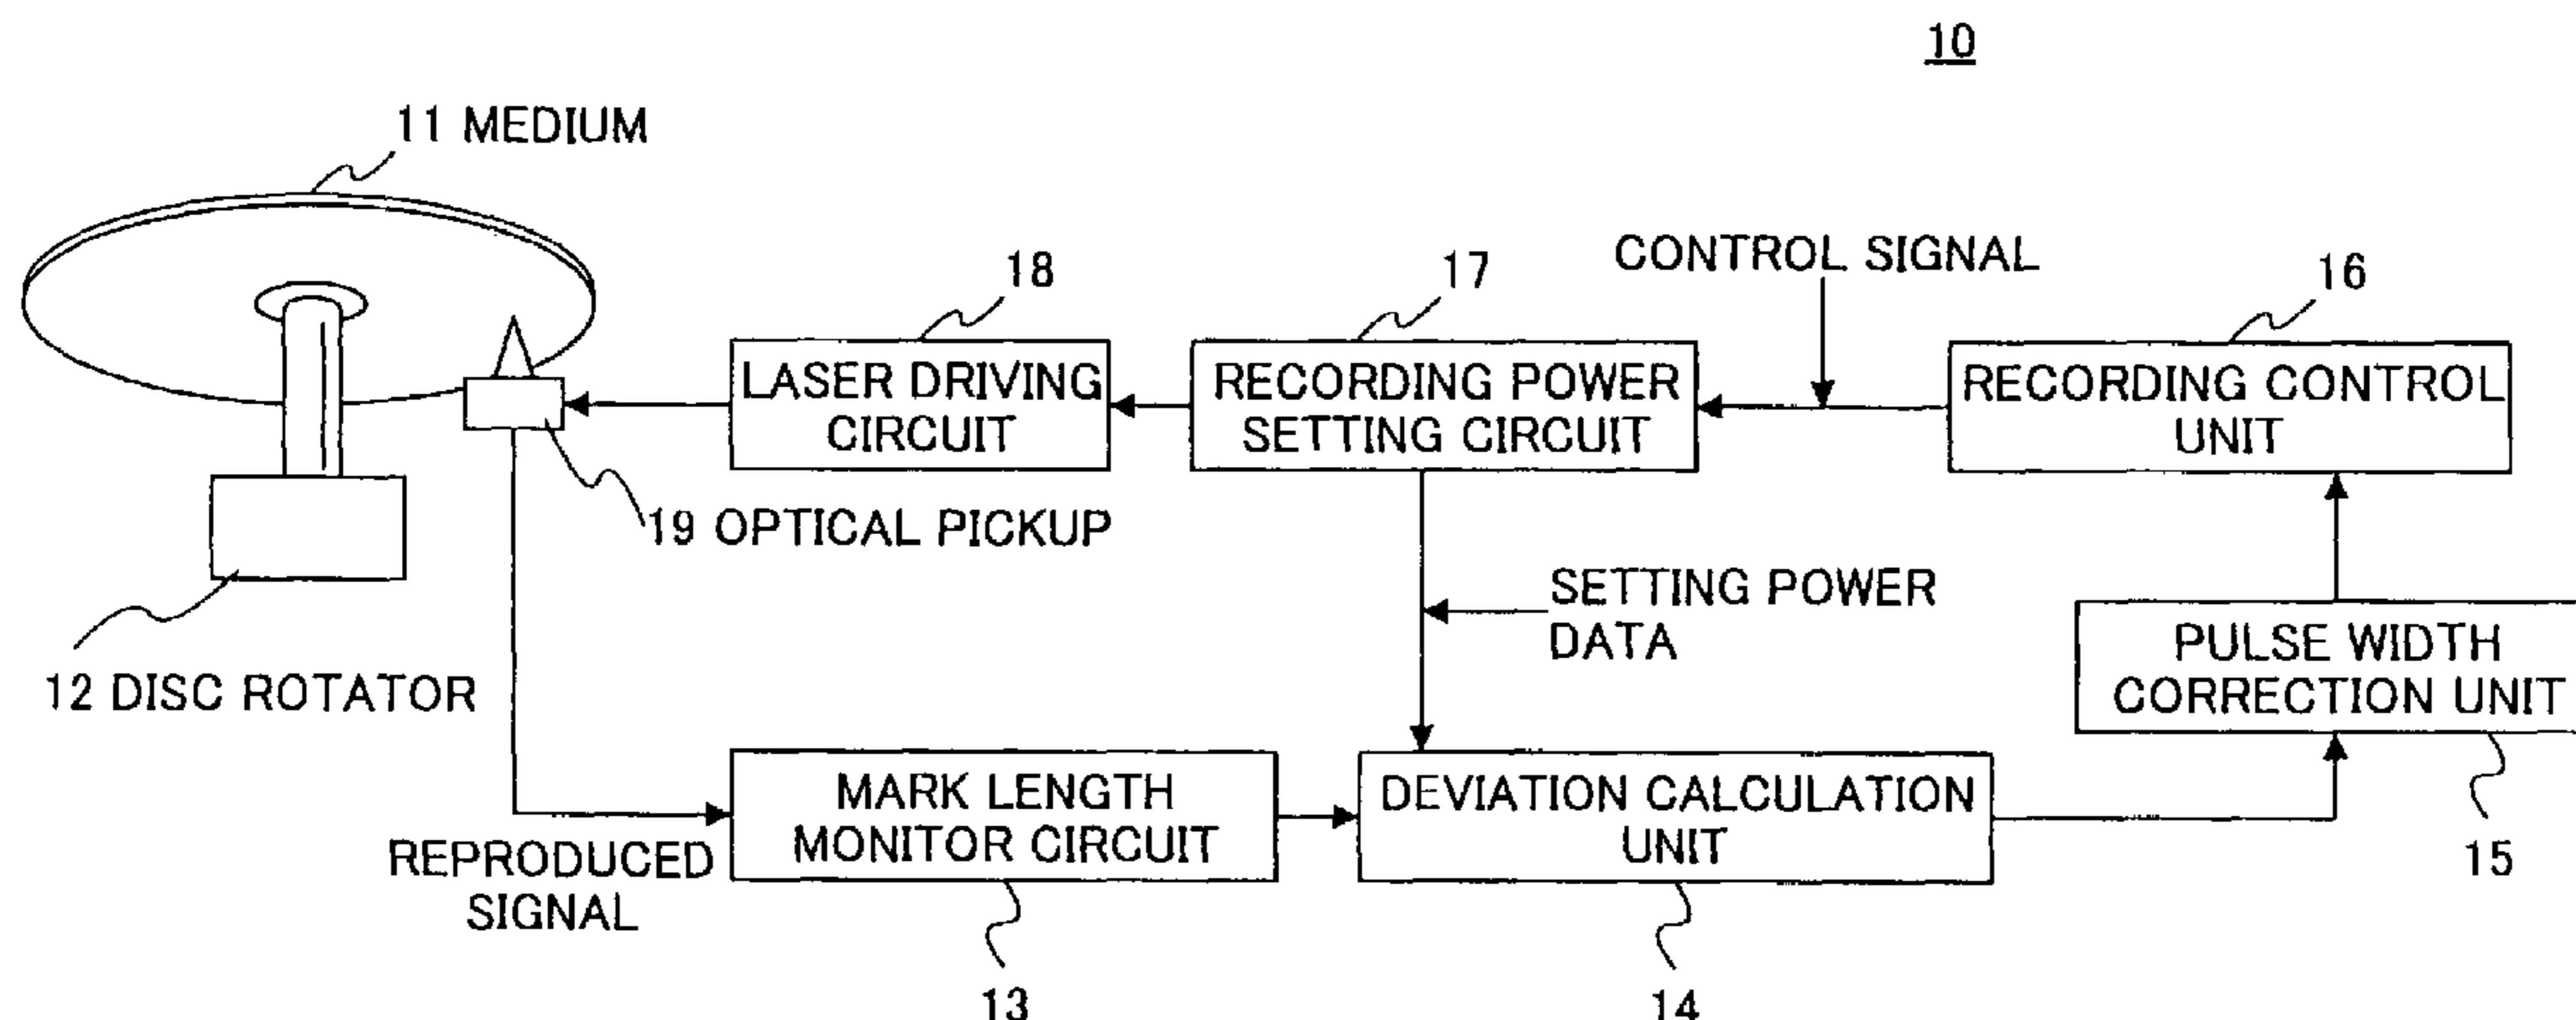 10
11 MEDIUM
18
17
CONTROL SIGNAL
16
LASER DRIVING
CIRCUIT
RECORDING POWER
SETTING CIRCUIT
RECORDING CONTROL
UNIT
19 OPTICAL PICKUP
SETTING POWER
DATA
12 DISC ROTATOR
PULSE WIDTH
CORRECTION UNIT
MARK LENGTH
MONITOR CIRCUIT
DEVIATION CALCULATION
UNIT
REPRODUCED
SIGNAL
15
13
14